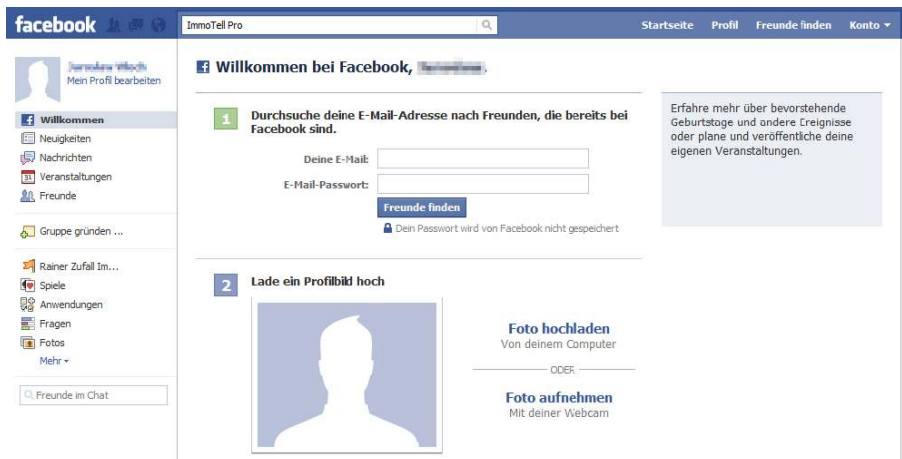 facebook
ImmoTell Pro
Startseite Profil Freunde finden Konto
Mein Profil bearbeiten
Willkommen
Neuigkeiten
Nachrichten
31 Veranstaltungen
Freunde
Gruppe gründen ...
Rainer Zufall Im...
Spiele
Anwendungen
Fragen
Fotos
Mehr
Freunde im Chat
Willkommen bei Facebook,
1
Durchsuche deine E-Mail-Adresse nach Freunden, die bereits bei
Facebook sind.
Deine E-Mail:
E-Mail-Passwort:
Freunde finden
Dein Passwort wird von Facebook nicht gespeichert
2
Lade ein Profilbild hoch
Foto hochladen
Von deinem Computer
ODER
Foto aufnehmen
Mit deiner Webcam
Erfahre mehr über bevorstehende
Geburtstage und andere Ereignisse
oder plane und veröffentliche deine
eigenen Veranstaltungen.